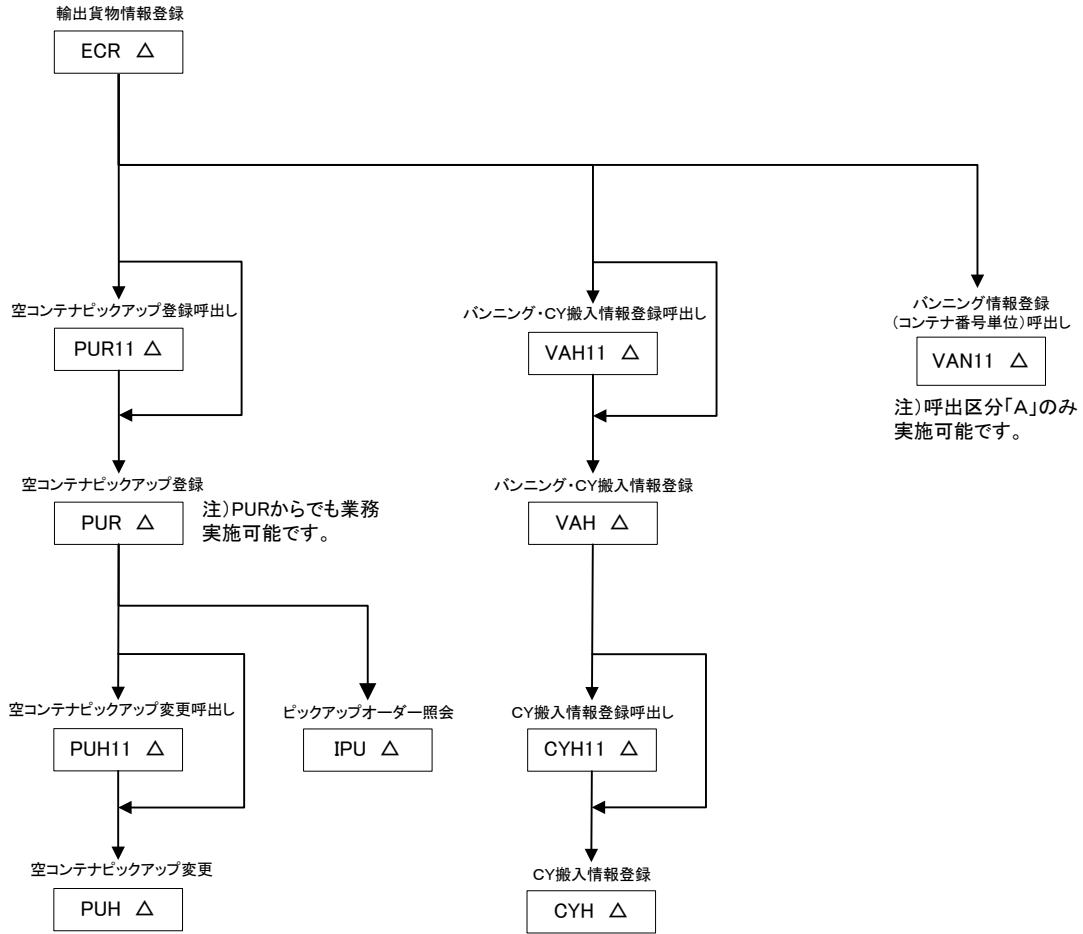 輸出貨物情報登録
ECR △
空コンテナピックアップ登録呼出し
PUR11 △
バンニング・CY搬入情報登録呼出し
VAH11 △
バンニング情報登録
(コンテナ番号単位)呼出し
VAN11 △
注)呼出区分「A」のみ
実施可能です。
空コンテナピックアップ登録
PUR △
注)PURからでも業務
実施可能です。
バンニング・CY搬入情報登録
VAH △
空コンテナピックアップ変更呼出し
PUH11 △
ピックアップオーダー照会
IPU △
CY搬入情報登録呼出し
CYH11 △
空コンテナピックアップ変更
PUH △
CY搬入情報登録
CYH △